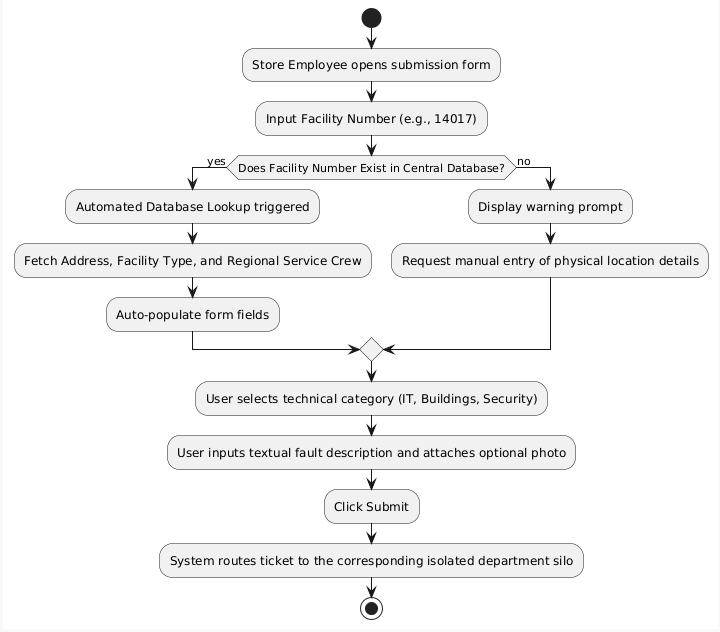 Store Employee opens submission form
Input Facility Number (e.g., 14017)
yes
Does Facility Number Exist in Central Database?
no
Automated Database Lookup triggered
Display warning prompt
Fetch Address, Facility Type, and Regional Service Crew
Request manual entry of physical location details
Auto-populate form fields
User selects technical category (IT, Buildings, Security)
User inputs textual fault description and attaches optional photo
Click Submit
System routes ticket to the corresponding isolated department silo